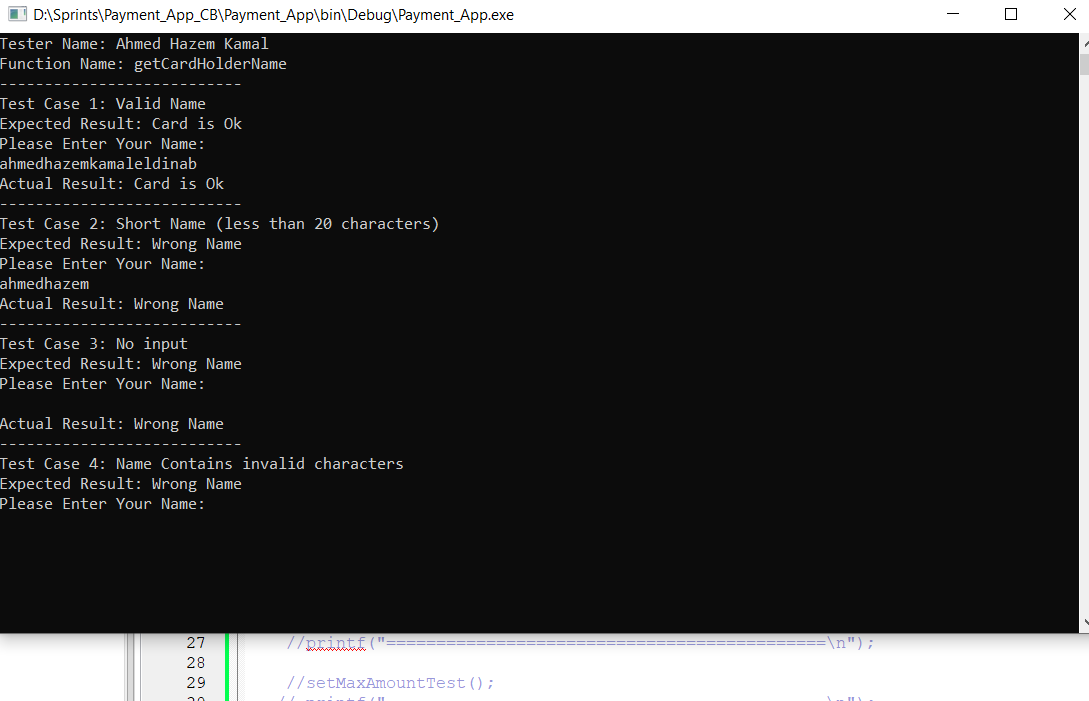 D:\Sprints\Payment_App_CB\Payment_App\bin\Debug\Payment_App.exe
Tester Name: Ahmed Hazem Kamal
Function Name: getCardHolderName
---------------------------
Test Case 1: Valid Name
Expected Result: Card is Ok
Please Enter Your Name:
ahmedhazemkamaleldinab
Actual Result: Card is Ok
---------------------------
Test Case 2: Short Name (less than 20 characters)
Expected Result: Wrong Name
Please Enter Your Name:
ahmedhazem
Actual Result: Wrong Name
---------------------------
Test Case 3: No input
Expected Result: Wrong Name
Please Enter Your Name:
Actual Result: Wrong Name
---------------------------
Test Case 4: Name Contains invalid characters
Expected Result: Wrong Name
Please Enter Your Name:
27 //printf("============================================\n");
28
29 //setMaxAmountTest();